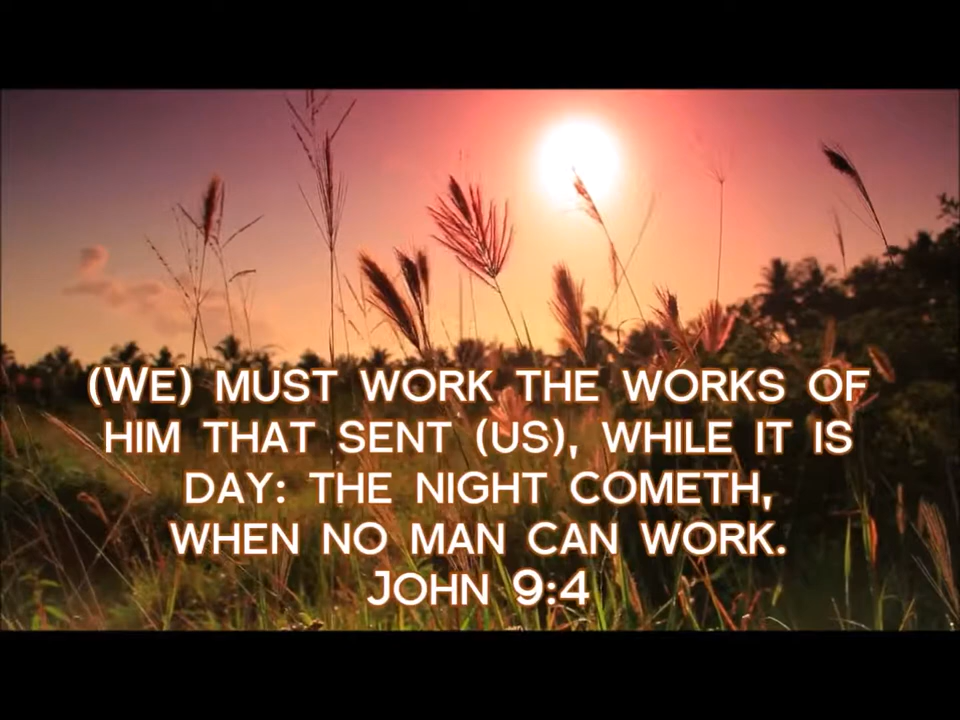 (WE) MUST WORK THE WORKS OF
HIM THAT SENT (US), WHILE IT IS
DAY: THE NIGHT COMETH,
WHEN NO MAN CAN WORK.
JOHN 9:4